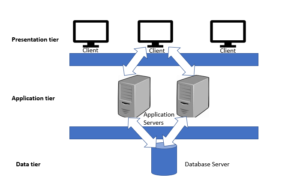 Presentation tier
Client
Client
Client
Application tier
Application
Servers
Data tier
Database Server